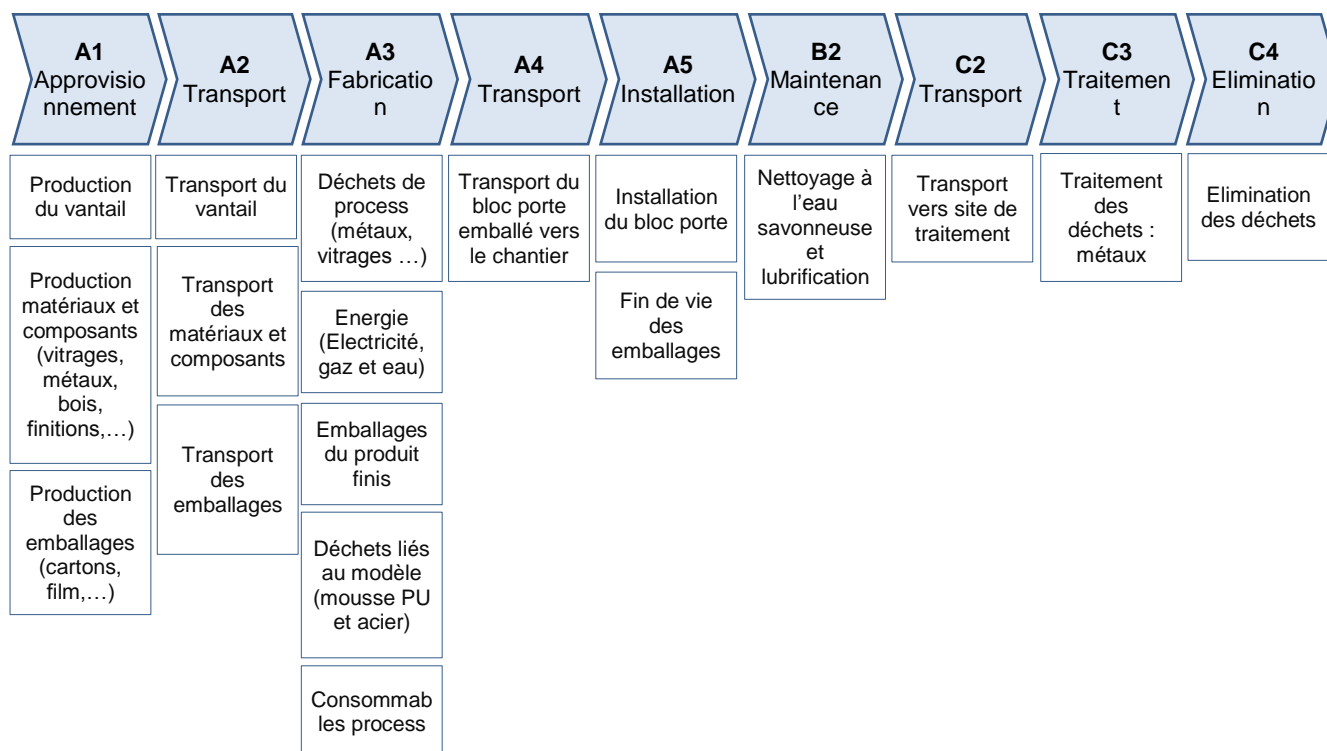 A1
Approvisio
nnement
A2
Transport
A3
Fabricatio
n
A4
Transport
A5
Installation
B2
Maintenan
ce
C2
Transport
C3
Traitemen
t
C4
Eliminatio
n
Production
du vantail
Production
matériaux et
composants
(vitrages,
métaux,
bois,
finitions,…)
Production
des
emballages
(cartons,
film,…)
Transport du
vantail
Transport
des
matériaux et
composants
Transport
des
emballages
Déchets de
process
(métaux,
vitrages …)
Energie
(Electricité,
gaz et eau)
Emballages
du produit
finis
Déchets liés
au modèle
(mousse PU
et acier)
Consommab
les process
Transport du
bloc porte
emballé vers
le chantier
Installation
du bloc porte
Fin de vie
des
emballages
Nettoyage à
l’eau
savonneuse
et
lubrification
Transport
vers site de
traitement
Traitement
des
déchets :
métaux
Elimination
des déchets